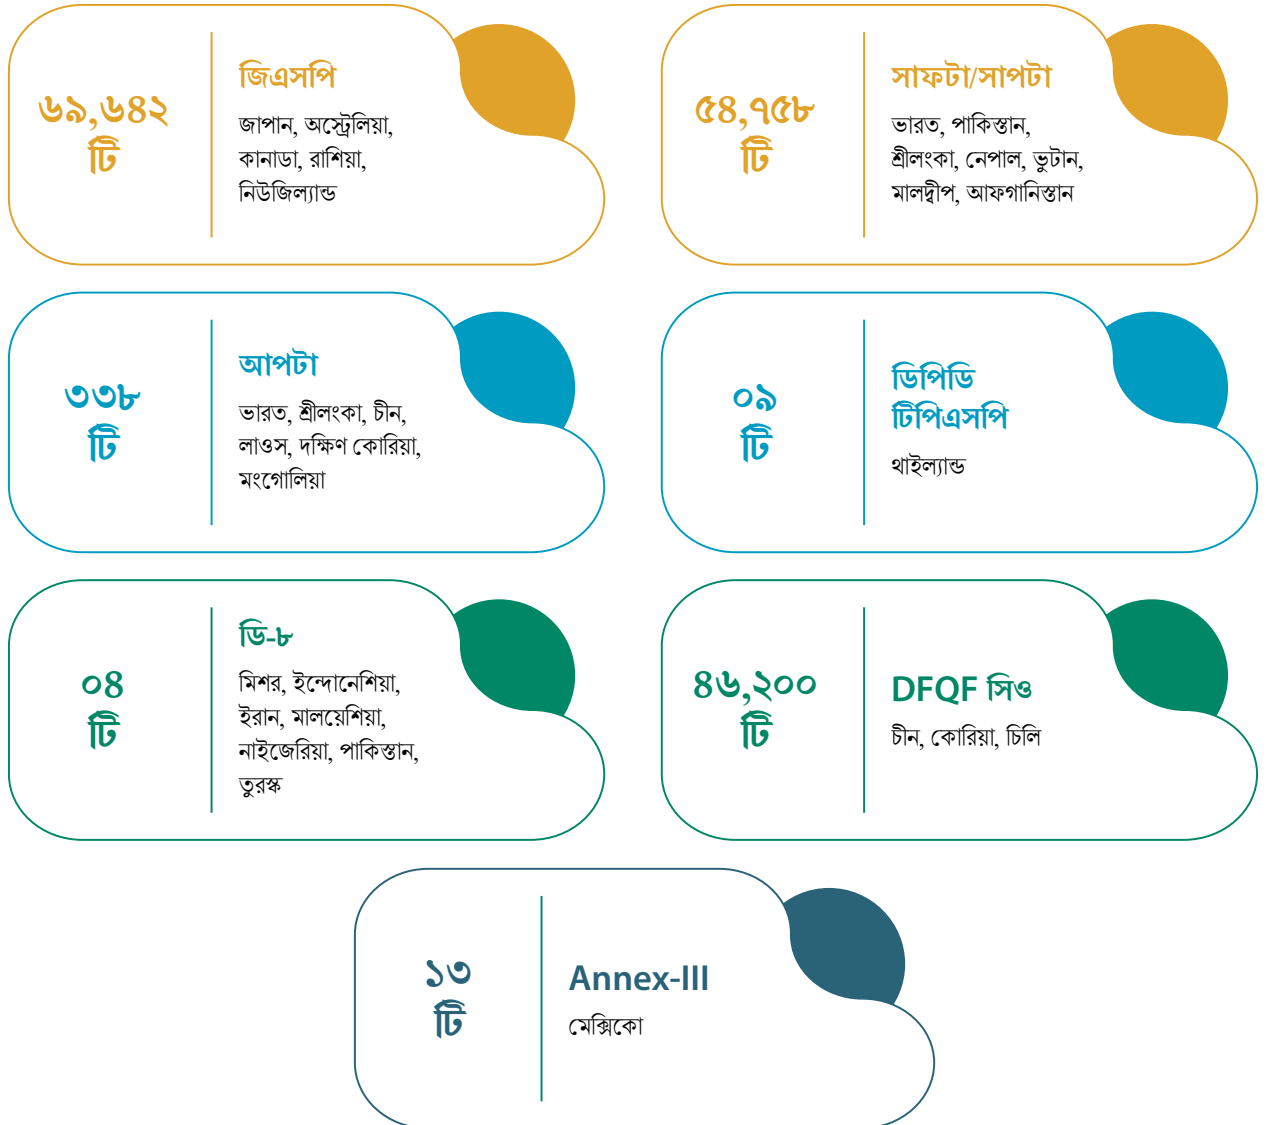 ৬৯,৬৪২
টি
জিএসপি
জাপান, অস্ট্রেলিয়া,
কানাডা, রাশিয়া,
নিউজিল্যান্ড
৫৪,৭৫৮
টি
সাফটা/সাপটা
ভারত, পাকিস্তান,
শ্রীলংকা, নেপাল, ভুটান,
মালদ্বীপ, আফগানিস্তান
৩৩৮
টি
আপটা
ভারত, শ্রীলংকা, চীন,
লাওস, দক্ষিণ কোরিয়া,
মংগোলিয়া
০৯
টি
ডিপিডি
টিপিএসপি
থাইল্যান্ড
০৪
টি
ডি-৮
মিশর, ইন্দোনেশিয়া,
ইরান, মালয়েশিয়া,
নাইজেরিয়া, পাকিস্তান,
তুরস্ক
৪৬,২০০
টি
DFQF সিও
চীন, কোরিয়া, চিলি
১৩
টি
Annex-III
মেক্সিকো